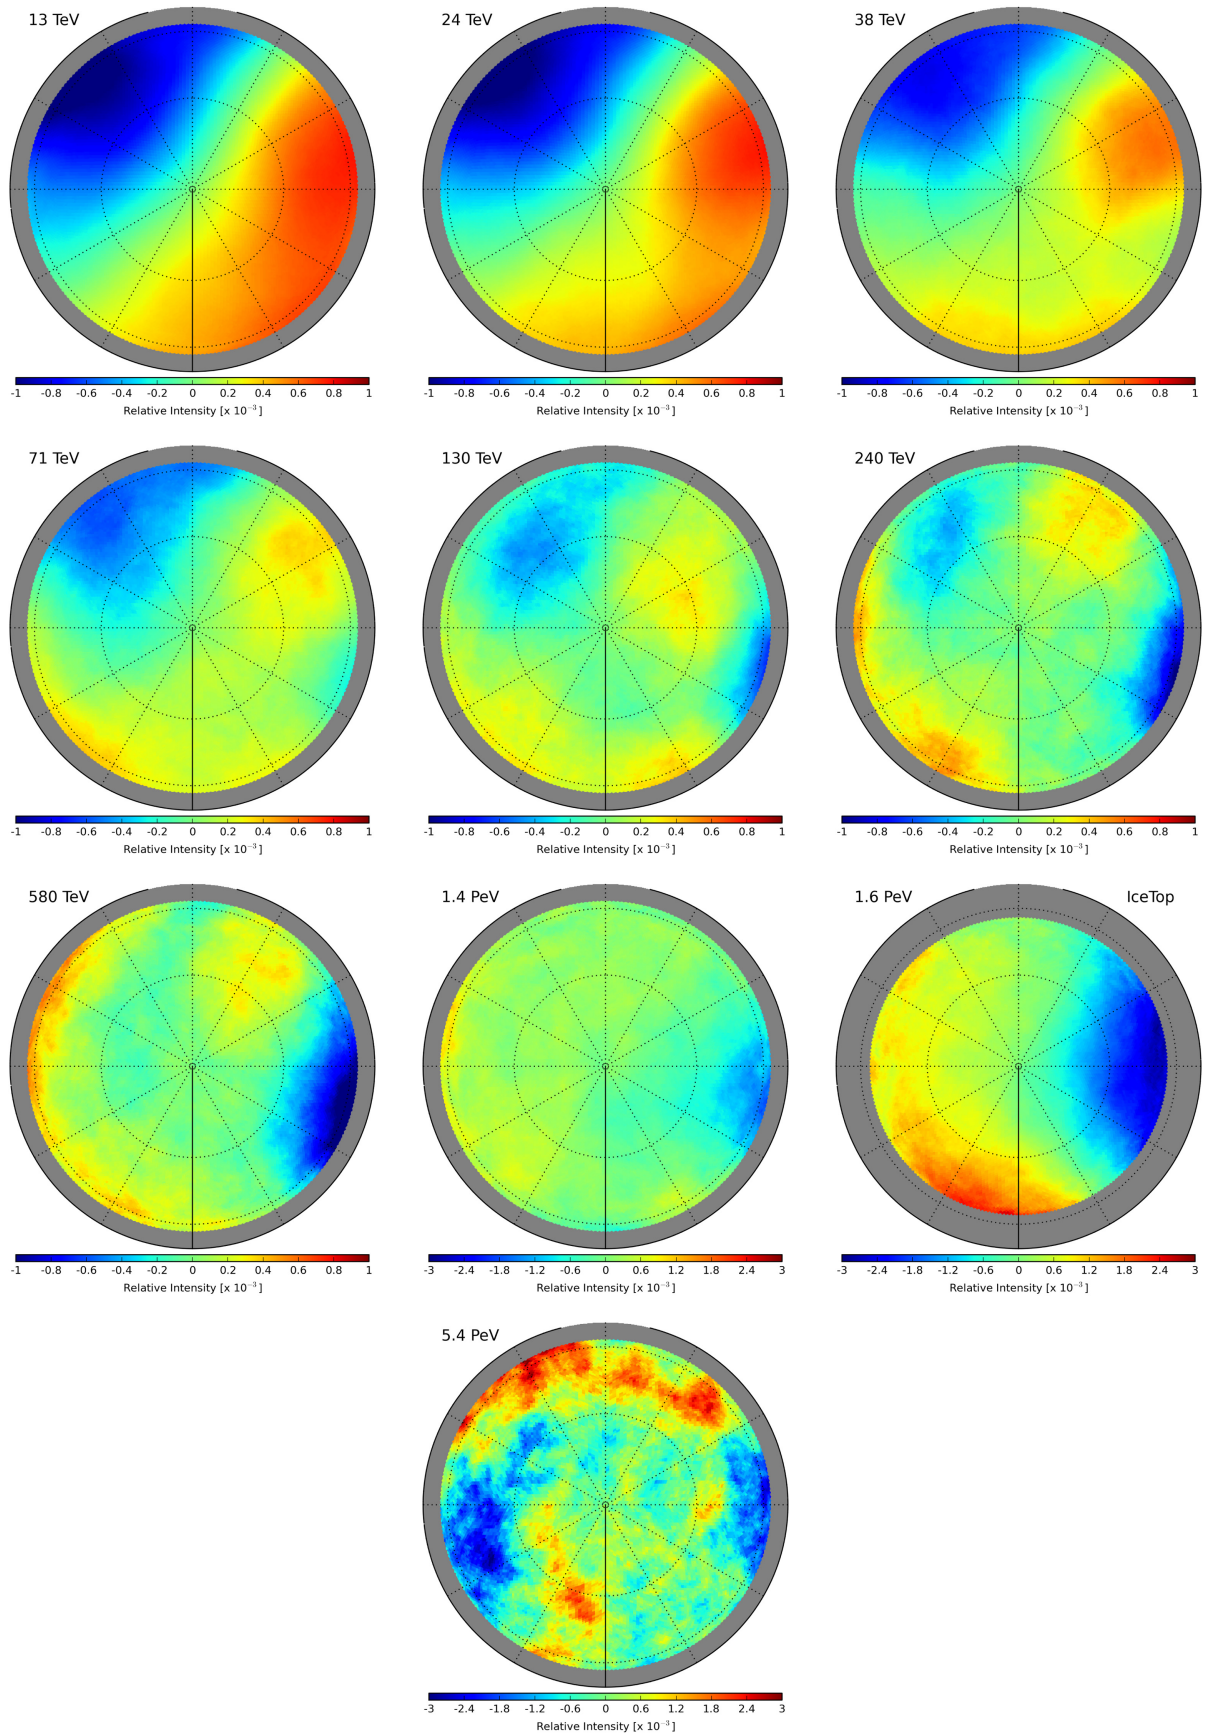 13 TeV
24 TeV
38 TeV
-1 -0.8 -0.6 -0.4 -0.2 0 0.2 0.4 0.6 0.8 1
Relative Intensity [x 10⁻³]
-1 -0.8 -0.6 -0.4 -0.2 0 0.2 0.4 0.6 0.8 1
Relative Intensity [x 10⁻³]
-1 -0.8 -0.6 -0.4 -0.2 0 0.2 0.4 0.6 0.8 1
Relative Intensity [x 10⁻³]
71 TeV
130 TeV
240 TeV
-1 -0.8 -0.6 -0.4 -0.2 0 0.2 0.4 0.6 0.8 1
Relative Intensity [x 10⁻³]
-1 -0.8 -0.6 -0.4 -0.2 0 0.2 0.4 0.6 0.8 1
Relative Intensity [x 10⁻³]
-1 -0.8 -0.6 -0.4 -0.2 0 0.2 0.4 0.6 0.8 1
Relative Intensity [x 10⁻³]
580 TeV
1.4 PeV
1.6 PeV IceTop
-1 -0.8 -0.6 -0.4 -0.2 0 0.2 0.4 0.6 0.8 1
Relative Intensity [x 10⁻³]
-3 -2.4 -1.8 -1.2 -0.6 0 0.6 1.2 1.8 2.4 3
Relative Intensity [x 10⁻³]
-3 -2.4 -1.8 -1.2 -0.6 0 0.6 1.2 1.8 2.4 3
Relative Intensity [x 10⁻³]
5.4 PeV
-3 -2.4 -1.8 -1.2 -0.6 0 0.6 1.2 1.8 2.4 3
Relative Intensity [x 10⁻³]